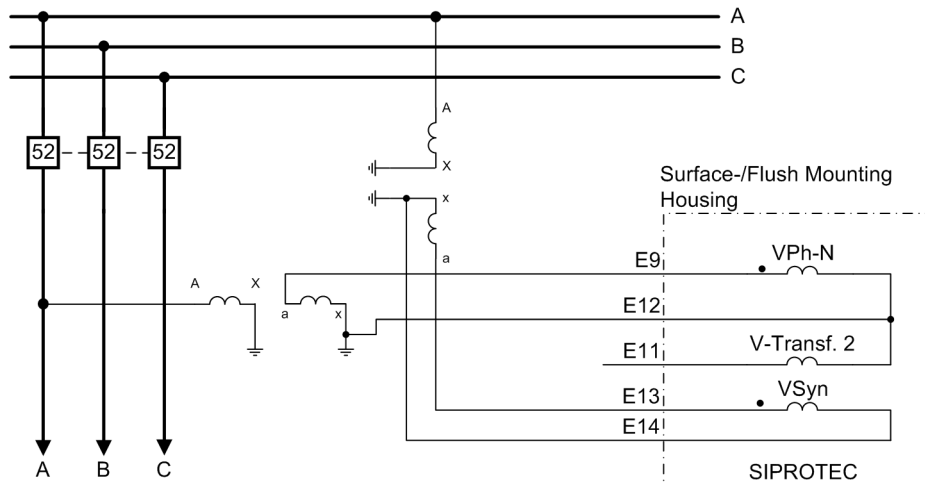 A
B
C
A
52
52
52
X
Surface-/Flush Mounting
Housing
x
a
E9
VPh-N
A
X
a
x
E12
E11
V-Transf. 2
E13
VSyn
E14
A
B
C
SIPROTEC